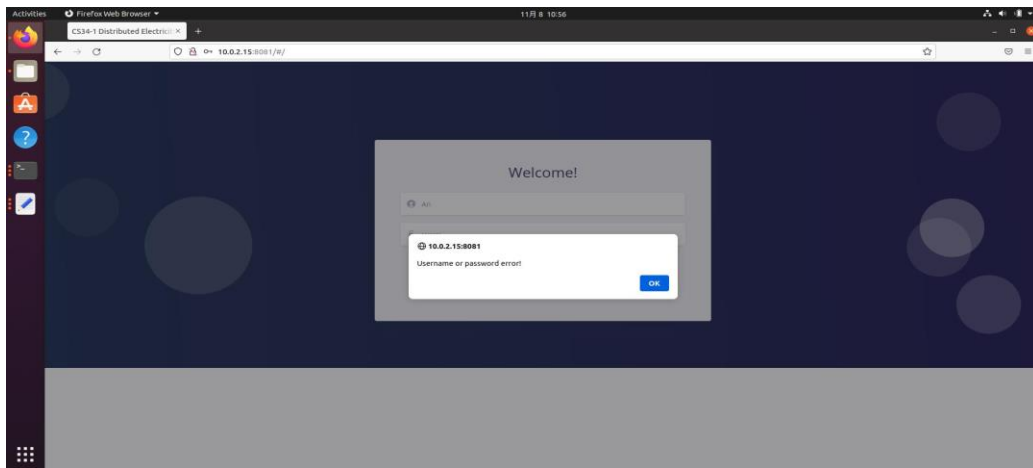 Activities
Firefox Web Browser
11月 8 10:56
CS34-1 Distributed Electric
10.0.2.15:8081/#/
Welcome!
10.0.2.15:8081
Username or password error!
OK